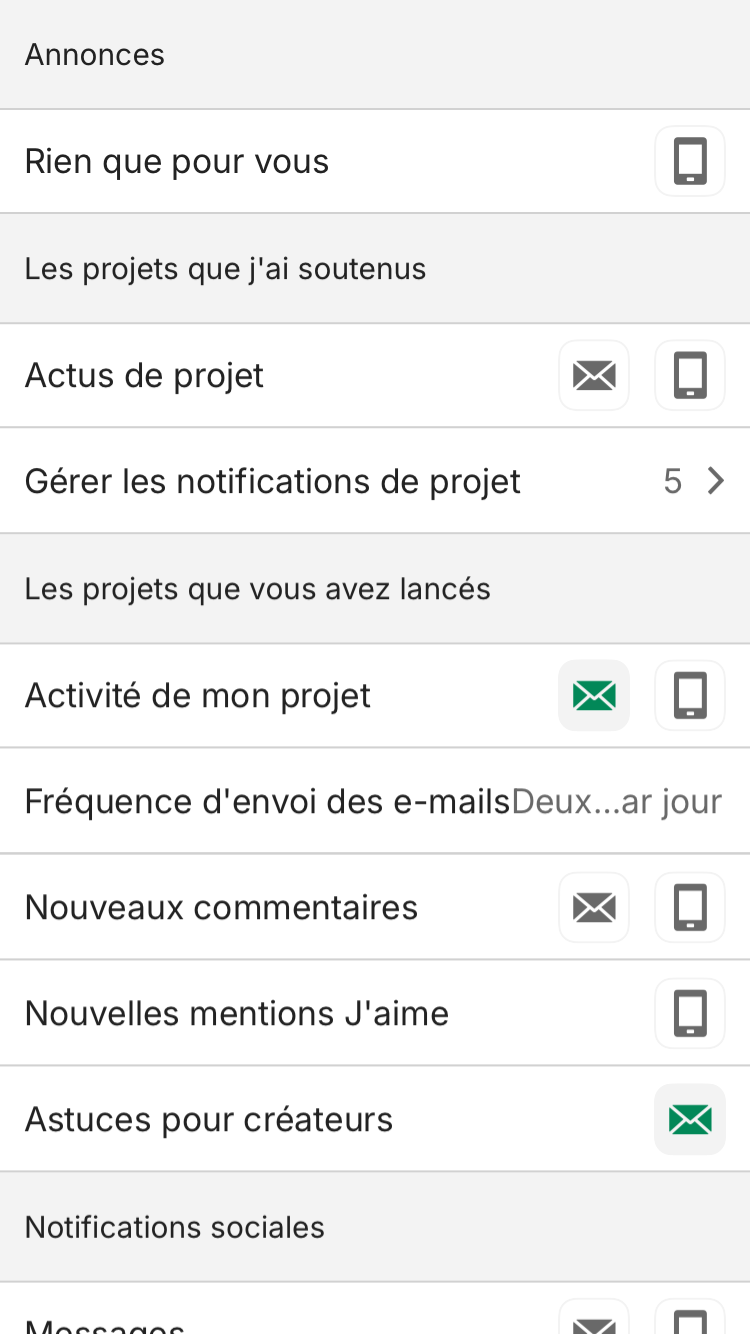 Annonces
Rien que pour vous
Les projets que j'ai soutenus
Actus de projet
Gérer les notifications de projet 5
Les projets que vous avez lancés
Activité de mon projet
Fréquence d'envoi des e-mails Deux...ar jour
Nouveaux commentaires
Nouvelles mentions J'aime
Astuces pour créateurs
Notifications sociales
Messages